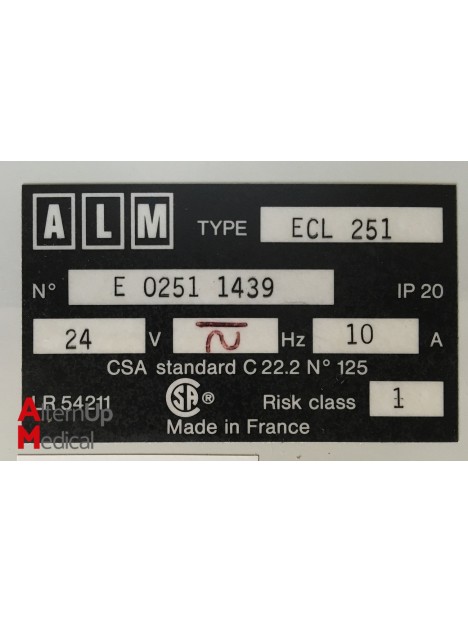 ALM TYPE ECL 251
N° E 0251 1439 IP 20
24 V Hz 10 A
CSA standard C 22.2 N° 125
LR 54211 SA ® Risk class 1
Made in France
AlternUp
Medical